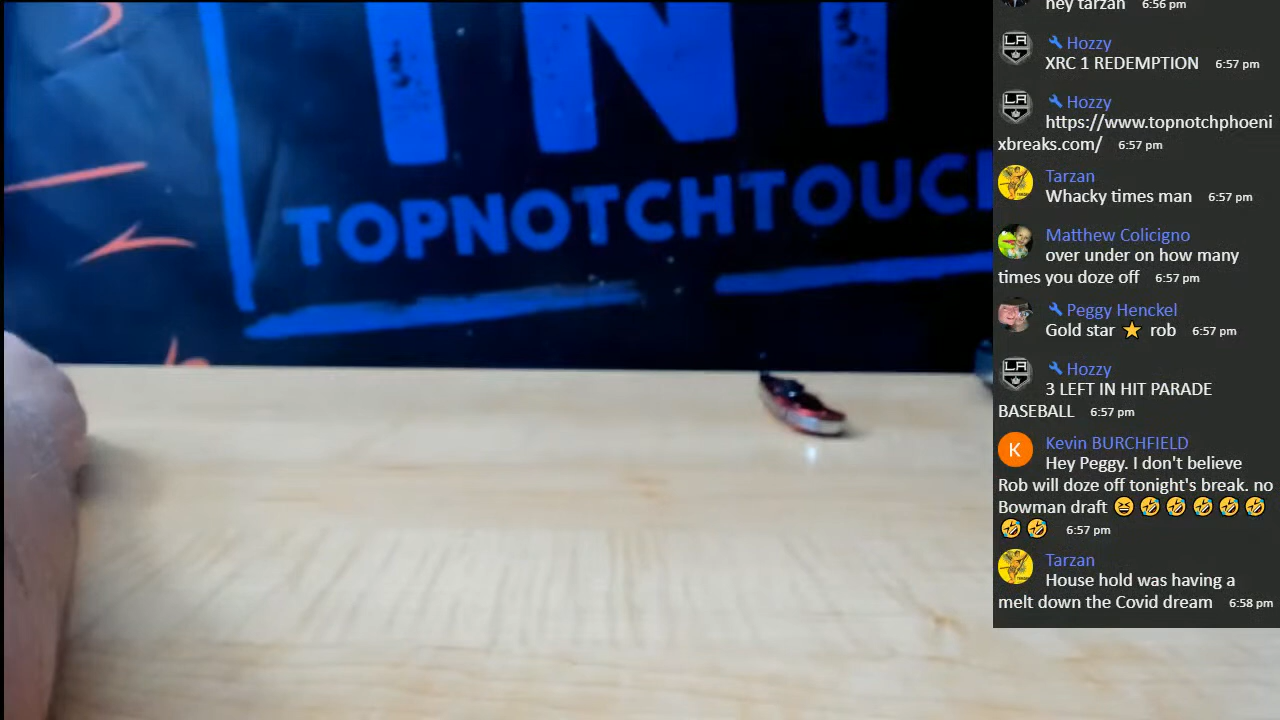 TNT
TOPNOTCHTOUC
hey tarzan 6:56 pm
Hozzy
XRC 1 REDEMPTION 6:57 pm
Hozzy
https://www.topnotchphoeni
xbreaks.com/ 6:57 pm
Tarzan
Whacky times man 6:57 pm
Matthew Colicigno
over under on how many
times you doze off 6:57 pm
Peggy Henckel
Gold star ⭐ rob 6:57 pm
Hozzy
3 LEFT IN HIT PARADE
BASEBALL 6:57 pm
K
Kevin BURCHFIELD
Hey Peggy. I don't believe
Rob will doze off tonight's break. no
Bowman draft 😆 🤣 🤣 🤣 🤣 🤣
🤣 🤣 6:57 pm
Tarzan
House hold was having a
melt down the Covid dream 6:58 pm